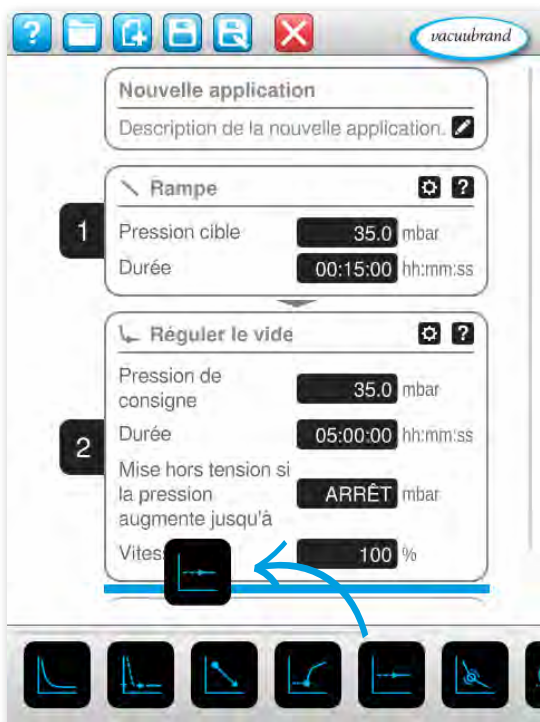 ?
vacuubrand
Nouvelle application
Description de la nouvelle application.
Rampe ?
1
Pression cible 35.0 mbar
Durée 00:15:00 hh:mm:ss
Réguler le vide ?
Pression de
consigne 35.0 mbar
2
Durée 05:00:00 hh:mm:ss
Mise hors tension si
la pression ARRÊT mbar
augmente jusqu'à
100 %